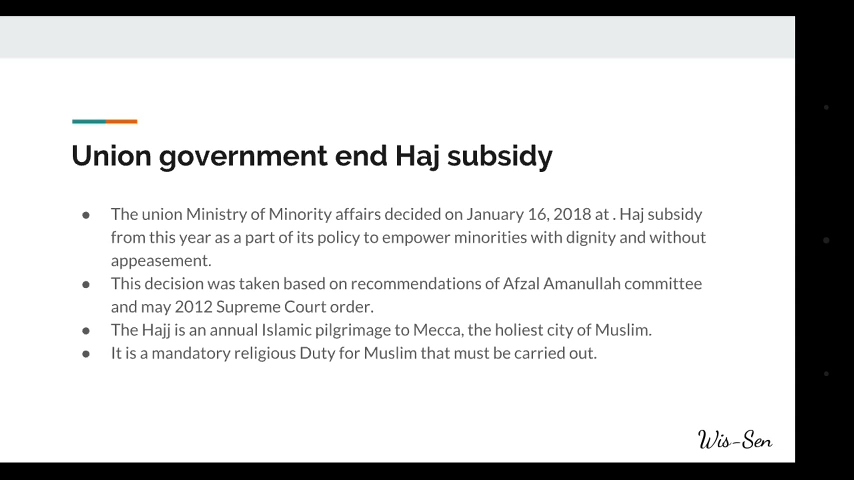 Union government end Haj subsidy
● The union Ministry of Minority affairs decided on January 16, 2018 at . Haj subsidy
from this year as a part of its policy to empower minorities with dignity and without
appeasement.
● This decision was taken based on recommendations of Afzal Amanullah committee
and may 2012 Supreme Court order.
● The Hajj is an annual Islamic pilgrimage to Mecca, the holiest city of Muslim.
● It is a mandatory religious Duty for Muslim that must be carried out.
Wis-Sen